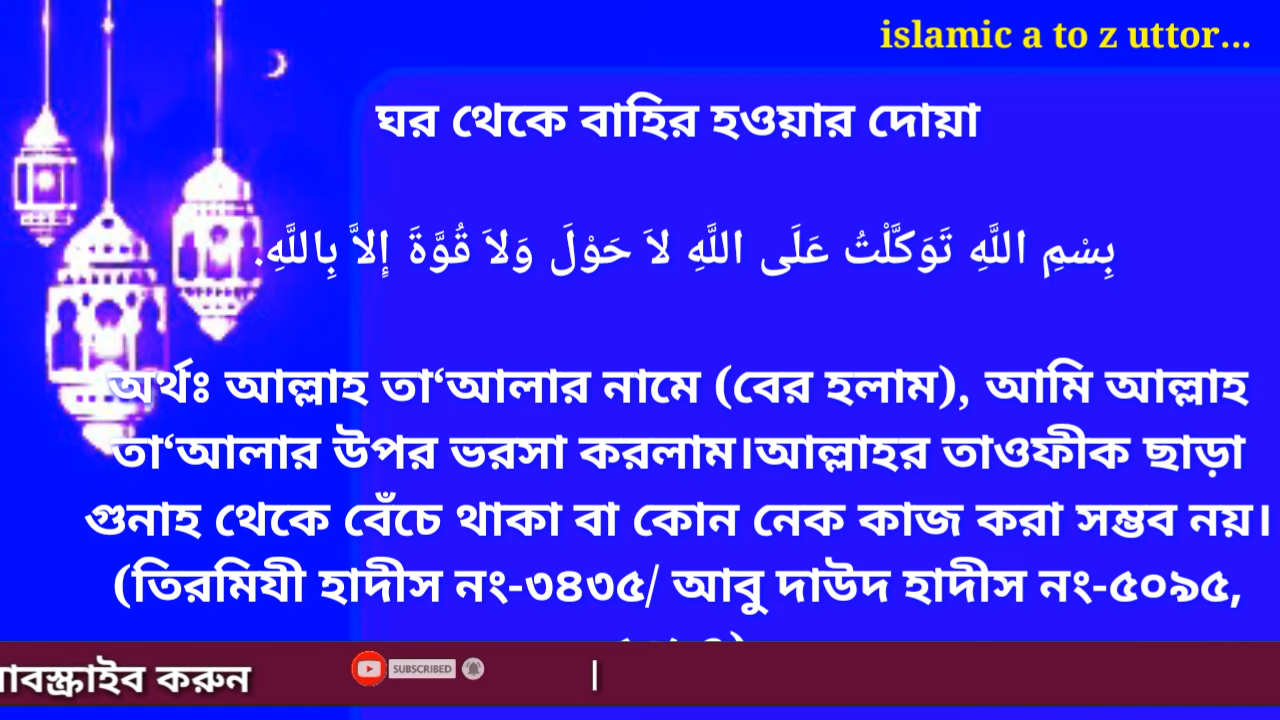 islamic a to z uttor...
ঘর থেকে বাহির হওয়ার দোয়া
بِسْمِ اللَّهِ تَوَكَّلْتُ عَلَى اللَّهِ لاَ حَوْلَ وَلاَ قُوَّةَ إِلاَّ بِاللَّهِ.
অর্থঃ আল্লাহ তা‘আলার নামে (বের হলাম), আমি আল্লাহ
তা‘আলার উপর ভরসা করলাম।আল্লাহর তাওফীক ছাড়া
গুনাহ থেকে বেঁচে থাকা বা কোন নেক কাজ করা সম্ভব নয়।
(তিরমিযী হাদীস নং-৩৪৩৫/ আবু দাউদ হাদীস নং-৫০৯৫,
াবস্ক্রাইব করুন SUBSCRIBED |